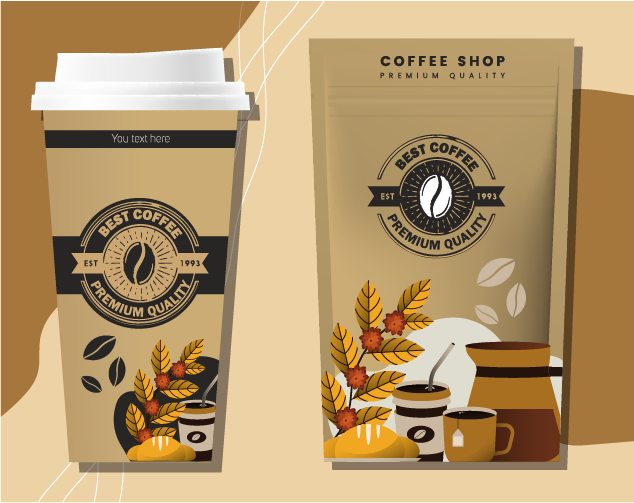 You text here
BEST COFFEE
EST 1993
PREMIUM QUALITY
COFFEE SHOP
PREMIUM QUALITY
BEST COFFEE
EST 1993
PREMIUM QUALITY